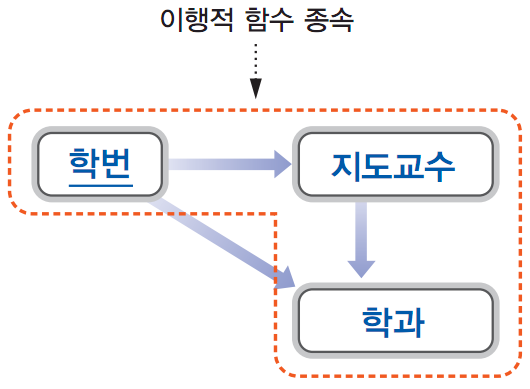 이행적 함수 종속
학번
지도교수
학과